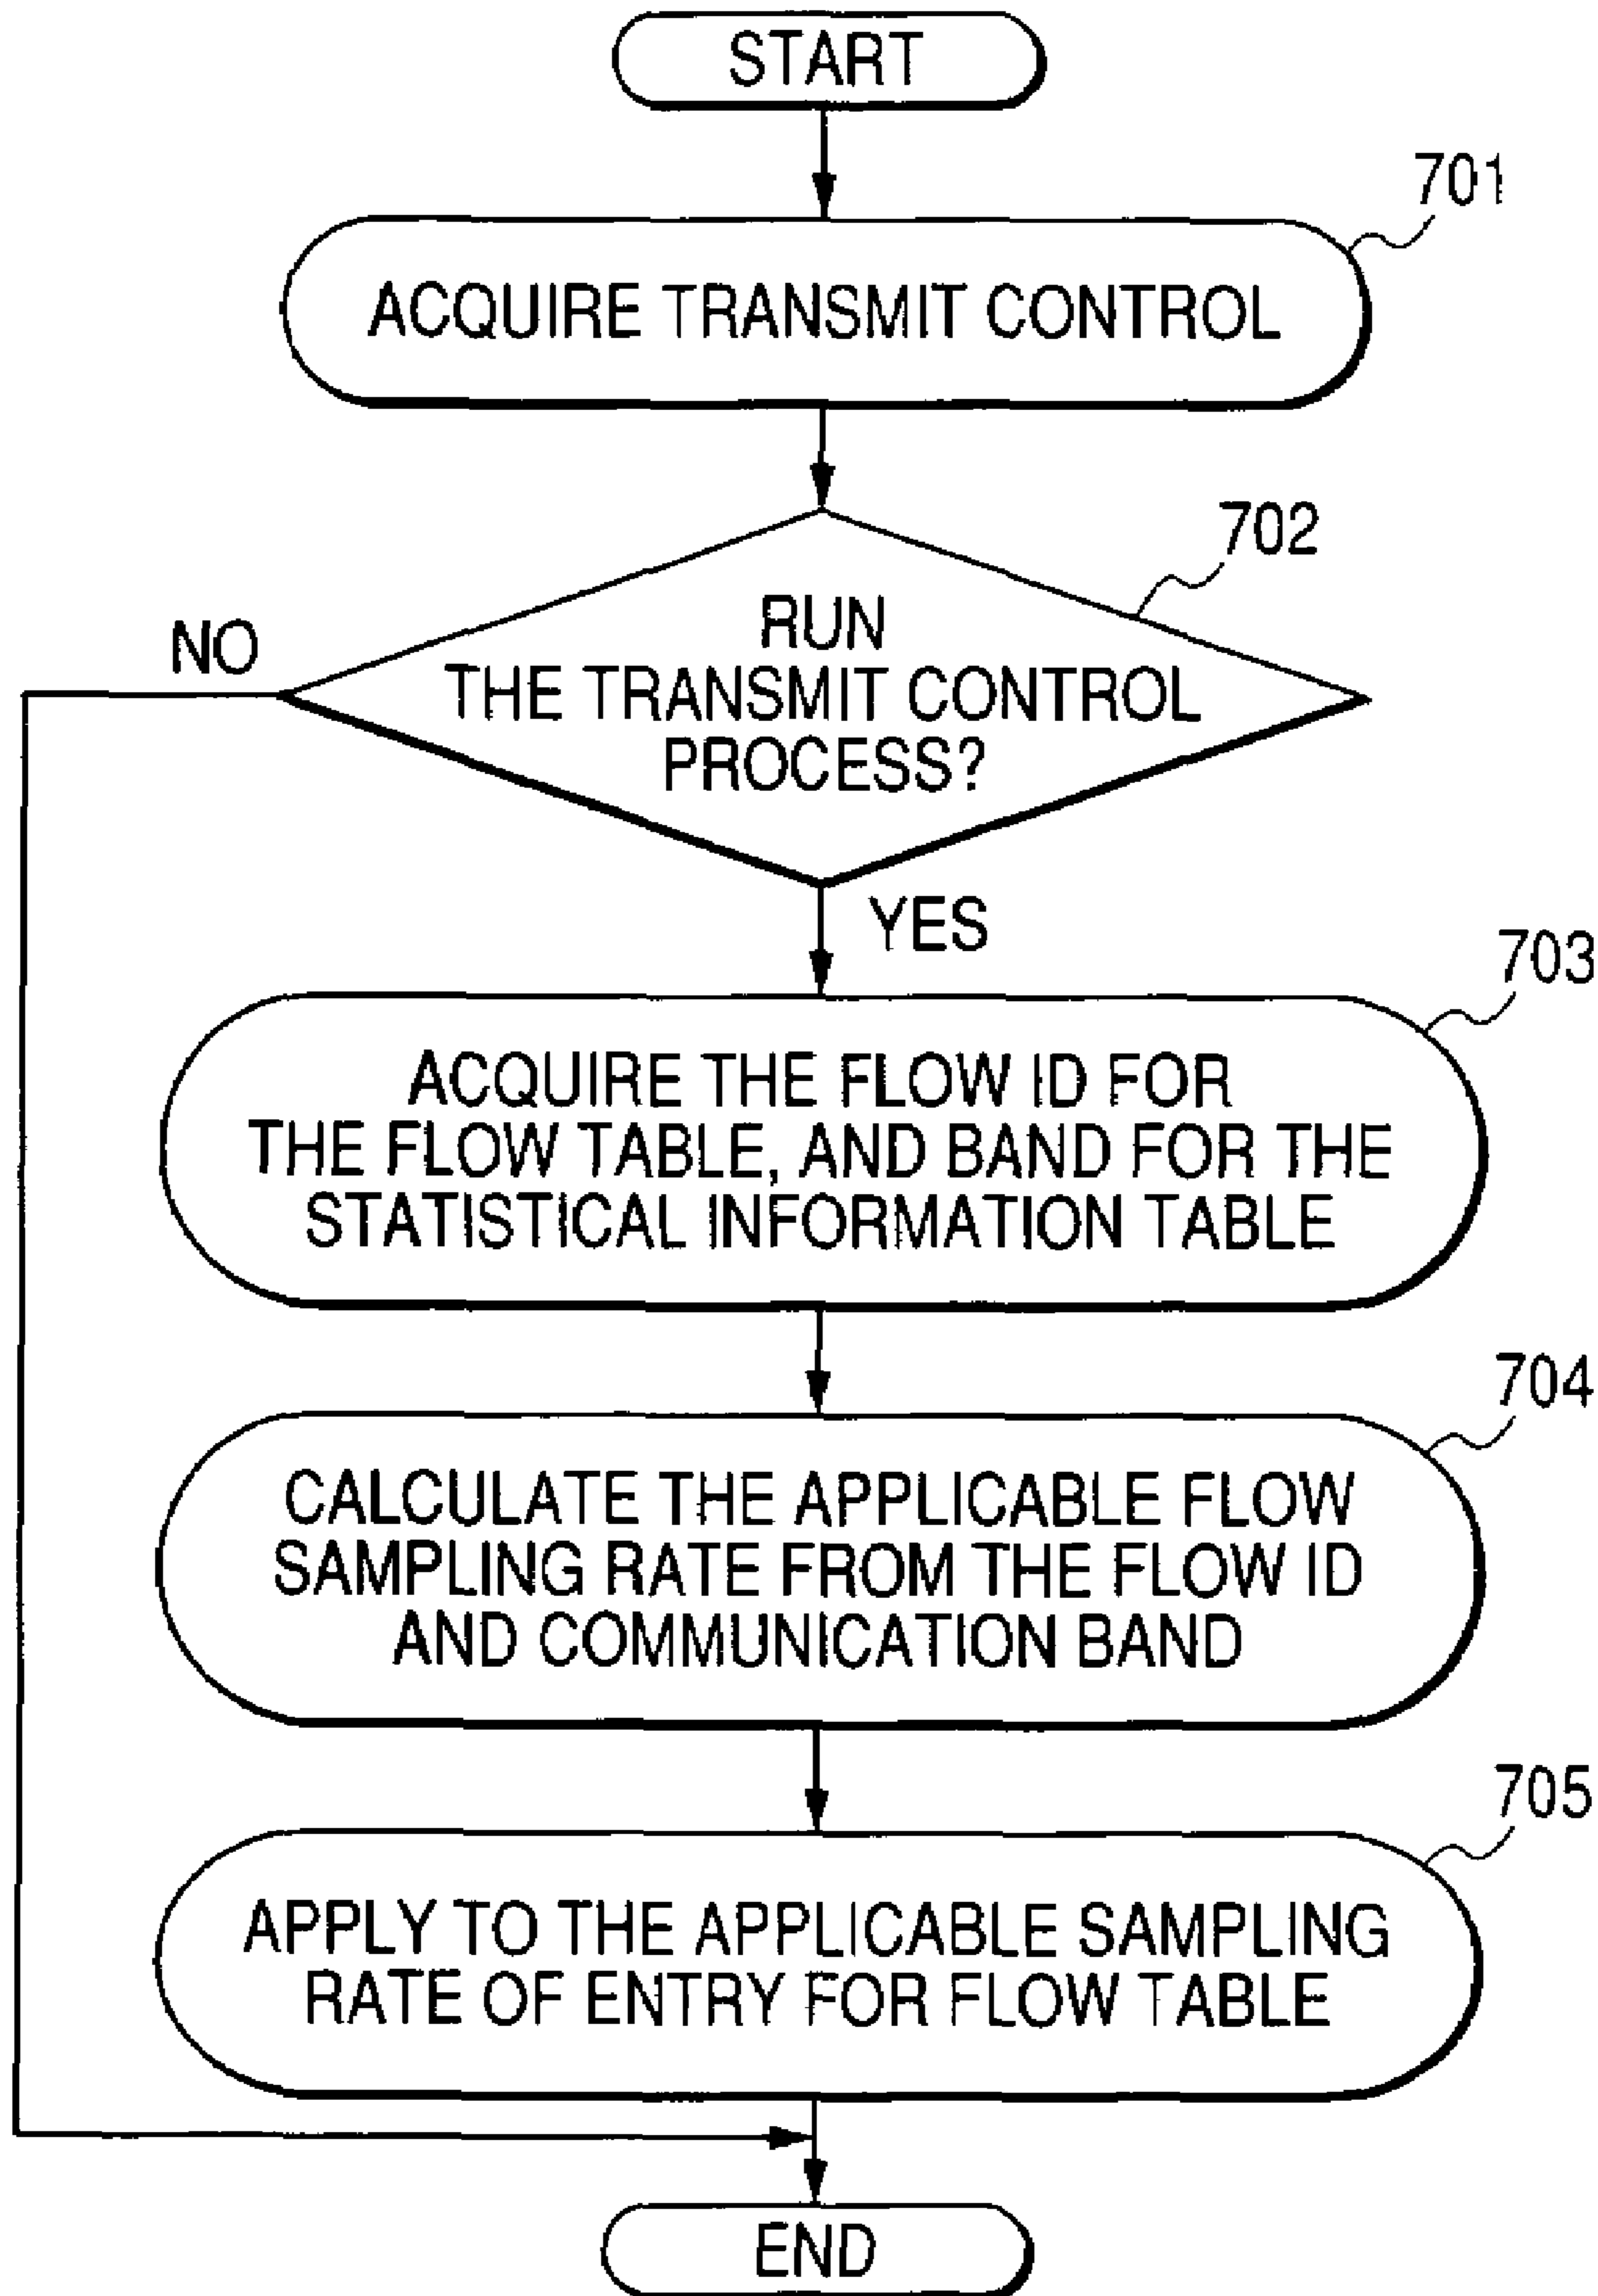 START
701
ACQUIRE TRANSMIT CONTROL
702
RUN
THE TRANSMIT CONTROL
PROCESS?
NO
YES
703
ACQUIRE THE FLOW ID FOR
THE FLOW TABLE, AND BAND FOR THE
STATISTICAL INFORMATION TABLE
704
CALCULATE THE APPLICABLE FLOW
SAMPLING RATE FROM THE FLOW ID
AND COMMUNICATION BAND
705
APPLY TO THE APPLICABLE SAMPLING
RATE OF ENTRY FOR FLOW TABLE
END